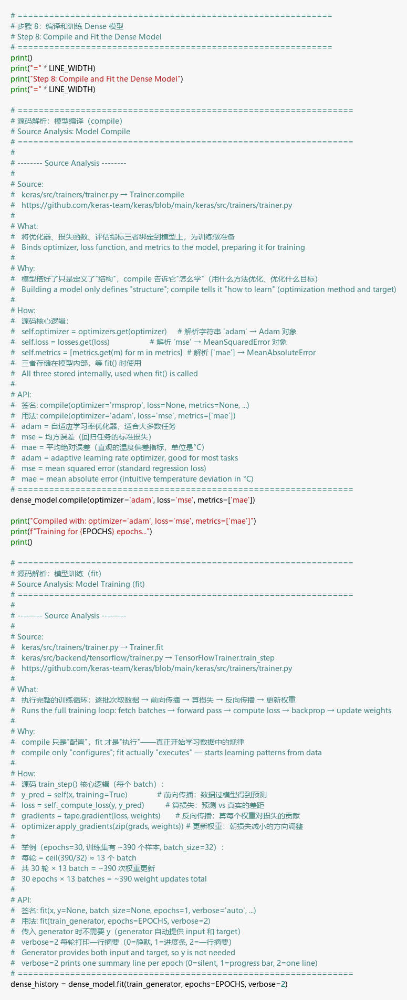 # ============================================================
# 步骤 8：编译和训练 Dense 模型
# Step 8: Compile and Fit the Dense Model
# ============================================================
print()
print("=" * LINE_WIDTH)
print("Step 8: Compile and Fit the Dense Model")
print("=" * LINE_WIDTH)
# ================================================================
# 源码解析：模型编译（compile）
# Source Analysis: Model Compile
# ================================================================
#
# -------- Source Analysis --------
#
# Source:
#   keras/src/trainers/trainer.py → Trainer.compile
#   https://github.com/keras-team/keras/blob/main/keras/src/trainers/trainer.py
#
# What:
#   将优化器、损失函数、评估指标三者绑定到模型上，为训练做准备
#   Binds optimizer, loss function, and metrics to the model, preparing it for training
#
# Why:
#   模型搭好了只是定义了"结构"，compile 告诉它"怎么学"（用什么方法优化、优化什么目标）
#   Building a model only defines "structure"; compile tells it "how to learn" (optimization method and target)
#
# How:
#   源码核心逻辑：
#   self.optimizer = optimizers.get(optimizer)     # 解析字符串 'adam' → Adam 对象
#   self.loss = losses.get(loss)                   # 解析 'mse' → MeanSquaredError 对象
#   self.metrics = [metrics.get(m) for m in metrics]  # 解析 ['mae'] → MeanAbsoluteError
#   三者存储在模型内部，等 fit() 时使用
#   All three stored internally, used when fit() is called
#
# API:
#   签名: compile(optimizer='rmsprop', loss=None, metrics=None, ...)
#   用法: compile(optimizer='adam', loss='mse', metrics=['mae'])
#   adam = 自适应学习率优化器，适合大多数任务
#   mse = 均方误差（回归任务的标准损失）
#   mae = 平均绝对误差（直观的温度偏差指标，单位是°C）
#   adam = adaptive learning rate optimizer, good for most tasks
#   mse = mean squared error (standard regression loss)
#   mae = mean absolute error (intuitive temperature deviation in °C)
# ================================================================
dense_model.compile(optimizer='adam', loss='mse', metrics=['mae'])
print("Compiled with: optimizer='adam', loss='mse', metrics=['mae']")
print(f"Training for {EPOCHS} epochs...")
print()
# ================================================================
# 源码解析：模型训练（fit）
# Source Analysis: Model Training (fit)
# ================================================================
#
# -------- Source Analysis --------
#
# Source:
#   keras/src/trainers/trainer.py → Trainer.fit
#   keras/src/backend/tensorflow/trainer.py → TensorFlowTrainer.train_step
#   https://github.com/keras-team/keras/blob/main/keras/src/trainers/trainer.py
#
# What:
#   执行完整的训练循环：逐批次取数据 → 前向传播 → 算损失 → 反向传播 → 更新权重
#   Runs the full training loop: fetch batches → forward pass → compute loss → backprop → update weights
#
# Why:
#   compile 只是"配置"，fit 才是"执行"——真正开始学习数据中的规律
#   compile only "configures"; fit actually "executes" — starts learning patterns from data
#
# How:
#   源码 train_step() 核心逻辑（每个 batch）：
#   y_pred = self(x, training=True)              # 前向传播：数据过模型得到预测
#   loss = self._compute_loss(y, y_pred)          # 算损失：预测 vs 真实的差距
#   gradients = tape.gradient(loss, weights)       # 反向传播：算每个权重对损失的贡献
#   optimizer.apply_gradients(zip(grads, weights)) # 更新权重：朝损失减小的方向调整
#
#   举例（epochs=30, 训练集有 ~390 个样本, batch_size=32）：
#   每轮 = ceil(390/32) ≈ 13 个 batch
#   共 30 轮 × 13 batch = ~390 次权重更新
#   30 epochs × 13 batches = ~390 weight updates total
#
# API:
#   签名: fit(x, y=None, batch_size=None, epochs=1, verbose='auto', ...)
#   用法: fit(train_generator, epochs=EPOCHS, verbose=2)
#   传入 generator 时不需要 y（generator 自动提供 input 和 target）
#   verbose=2 每轮打印一行摘要（0=静默, 1=进度条, 2=一行摘要）
#   Generator provides both input and target, so y is not needed
#   verbose=2 prints one summary line per epoch (0=silent, 1=progress bar, 2=one line)
# ================================================================
dense_history = dense_model.fit(train_generator, epochs=EPOCHS, verbose=2)